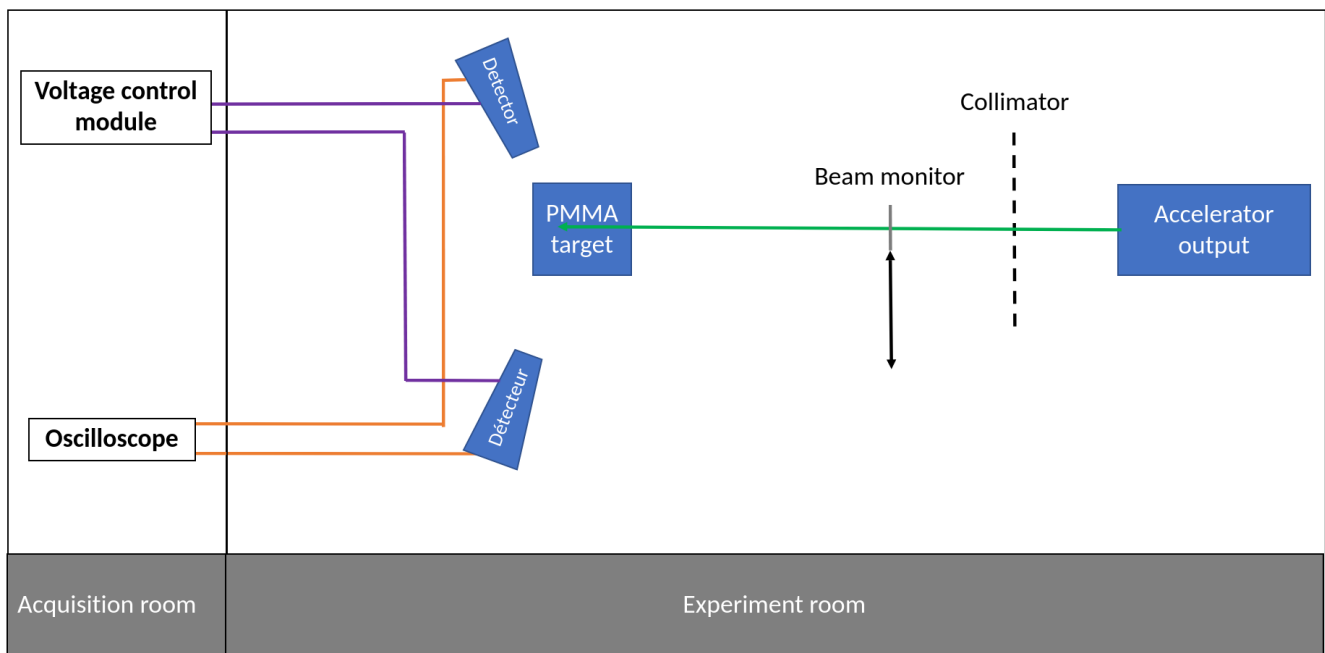 Voltage control
module
Detector
Collimator
Beam monitor
PMMA
target
Accelerator
output
Détecteur
Oscilloscope
Acquisition room
Experiment room